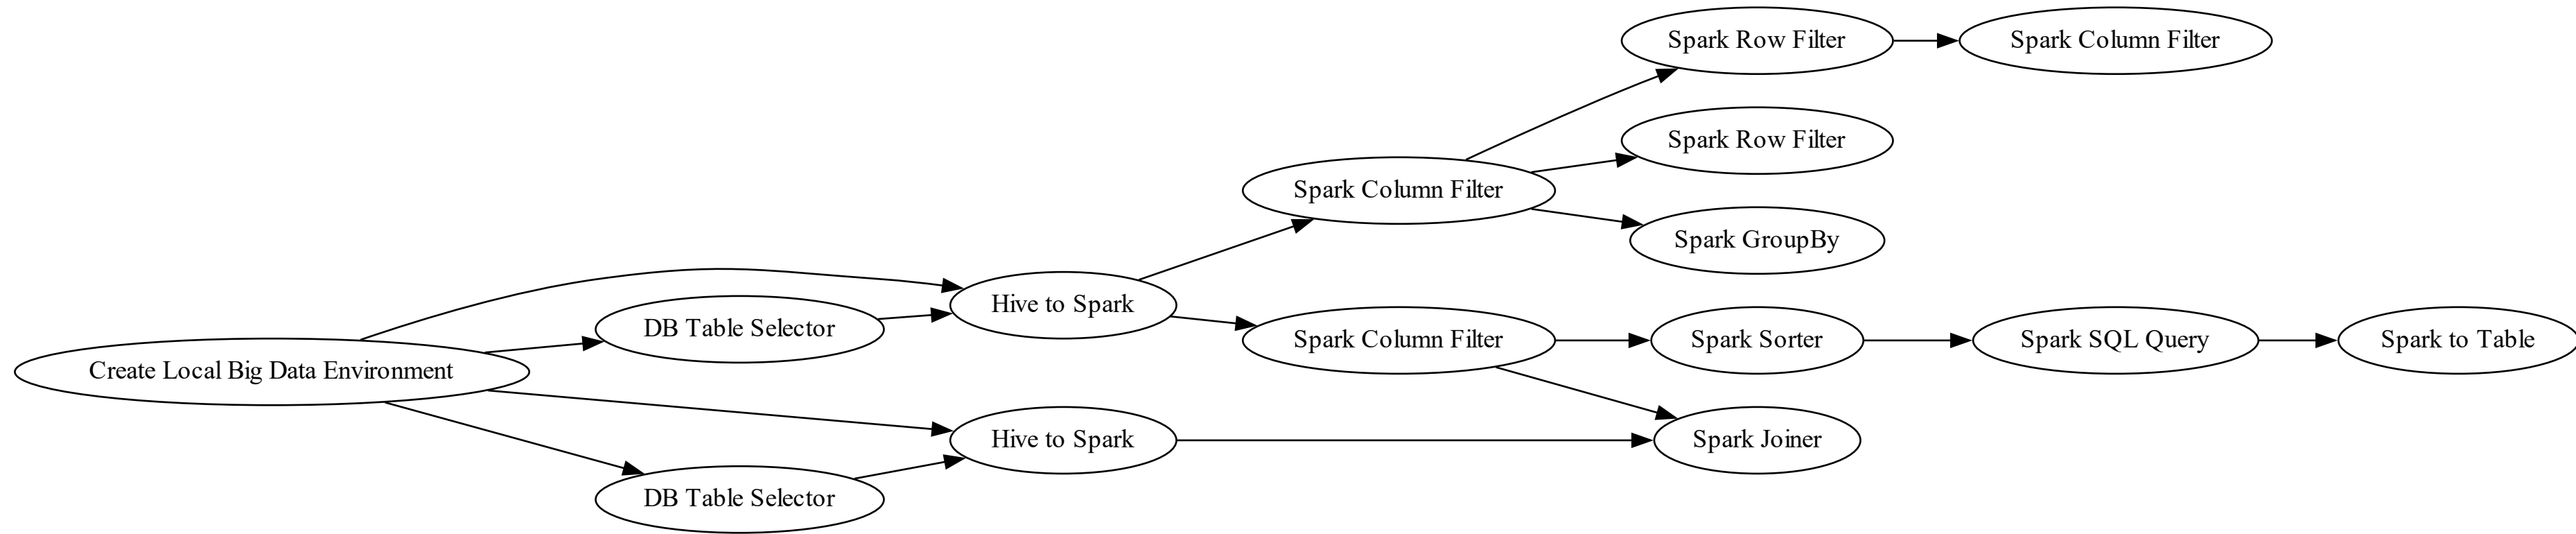 Spark Row Filter
Spark Column Filter
Spark Row Filter
Spark Column Filter
Spark GroupBy
Hive to Spark
DB Table Selector
Spark Column Filter
Spark Sorter
Spark SQL Query
Spark to Table
Create Local Big Data Environment
Hive to Spark
Spark Joiner
DB Table Selector